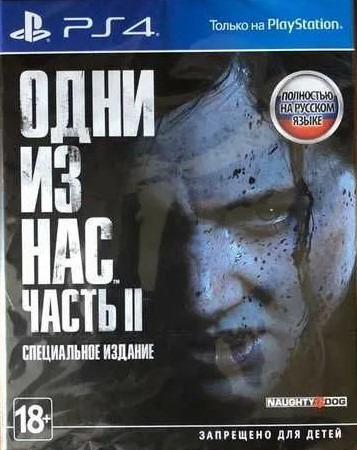 PS4
Только на PlayStation®
ПОЛНОСТЬЮ
НА РУССКОМ
ЯЗЫКЕ
ОДНИ
ИЗ
НАС™
ЧАСТЬ II
СПЕЦИАЛЬНОЕ ИЗДАНИЕ
18+
NAUGHTY DOG
ЗАПРЕЩЕНО ДЛЯ ДЕТЕЙ